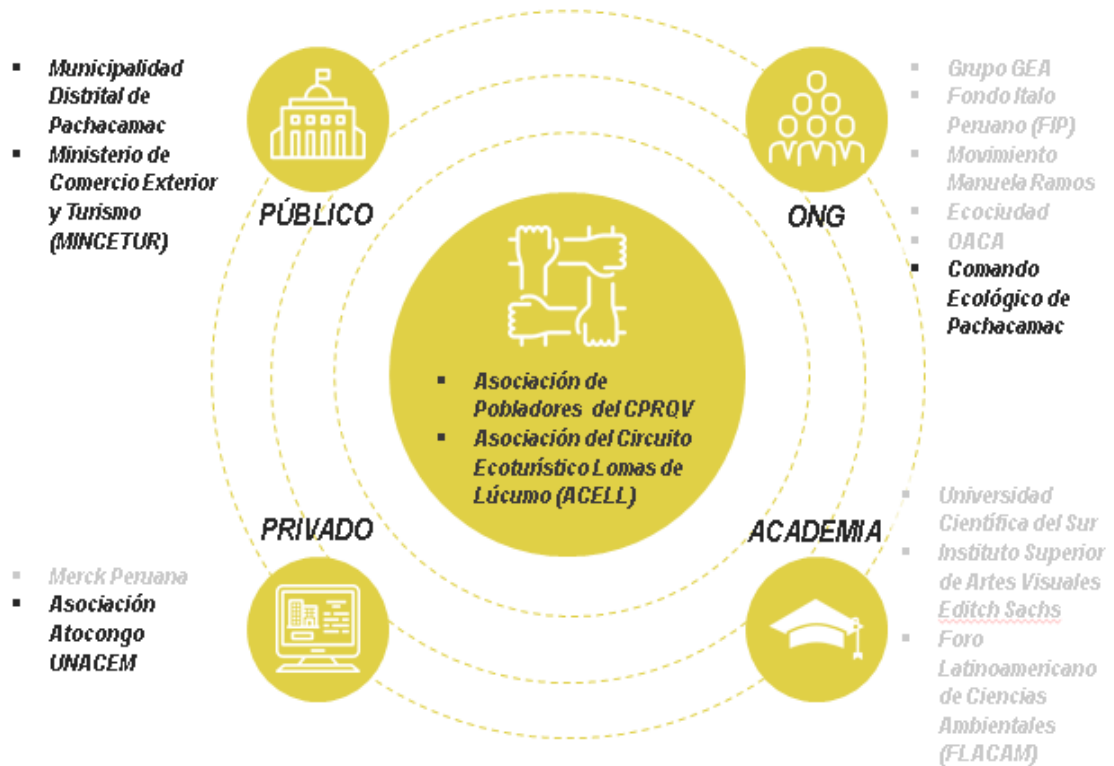 ▪ Municipalidad
Distrital de
Pachacamac
▪ Ministerio de
Comercio Exterior
y Turismo
(MINCETUR)
PÚBLICO
▪ Grupo GEA
▪ Fondo Italo
Peruano (FIP)
▪ Movimiento
Manuela Ramos
▪ Ecociudad
▪ OACA
▪ Comando
Ecológico de
Pachacamac
ONG
▪ Asociación de
Pobladores del CPRQV
▪ Asociación del Circuito
Ecoturístico Lomas de
Lúcumo (ACELL)
PRIVADO
▪ Merck Peruana
▪ Asociación
Atocongo
UNACEM
ACADEMIA
▪ Universidad
Científica del Sur
▪ Instituto Superior
de Artes Visuales
Editch Sachs
▪ Foro
Latinoamericano
de Ciencias
Ambientales
(FLACAM)